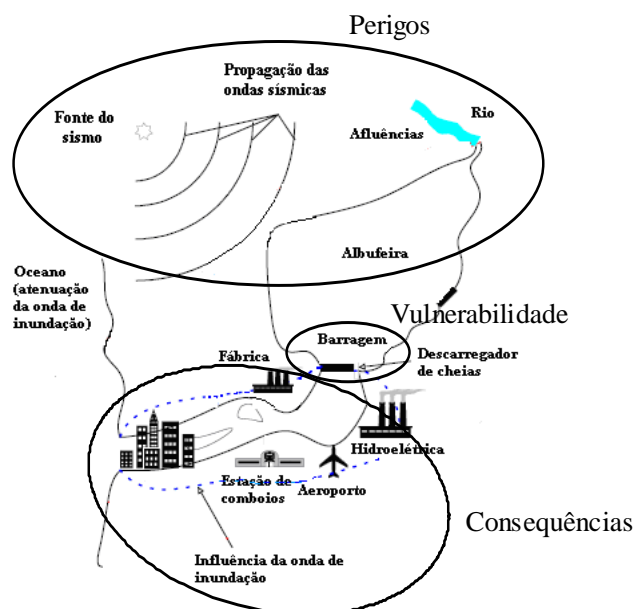 Perigos
Propagação das
ondas sísmicas
Fonte do
sismo
Rio
Afluências
Albufeira
Oceano
(atenuação
da onda de
inundação)
Vulnerabilidade
Barragem
Descarregador
de cheias
Fábrica
Hidroelétrica
Estação de
comboios
Aeroporto
Consequências
Influência da onda de
inundação